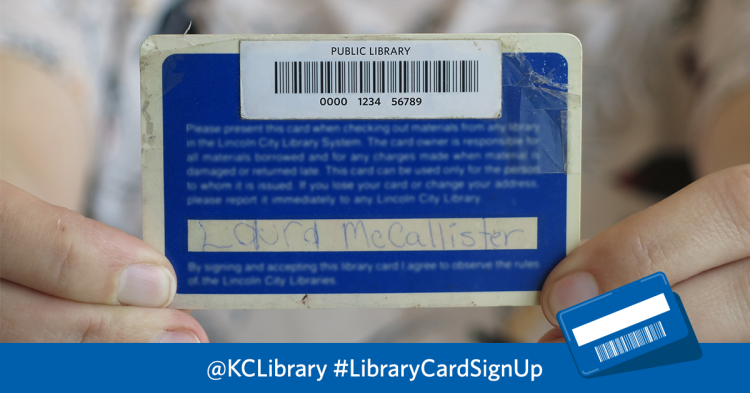 PUBLIC LIBRARY
0000 1234 56789
Please present this card when checking out materials from any library
in the Lincoln City Library System. The card owner is responsible for
all materials borrowed and for any charges made when material is
damaged or returned late. This card can be used only for the person
to whom it is issued. If you lose your card or change your address,
please report it immediately to any Lincoln City Library.
Laura McCallister
By signing and accepting this library card I agree to observe the rules
of the Lincoln City Libraries.
@KCLibrary #LibraryCardSignUp